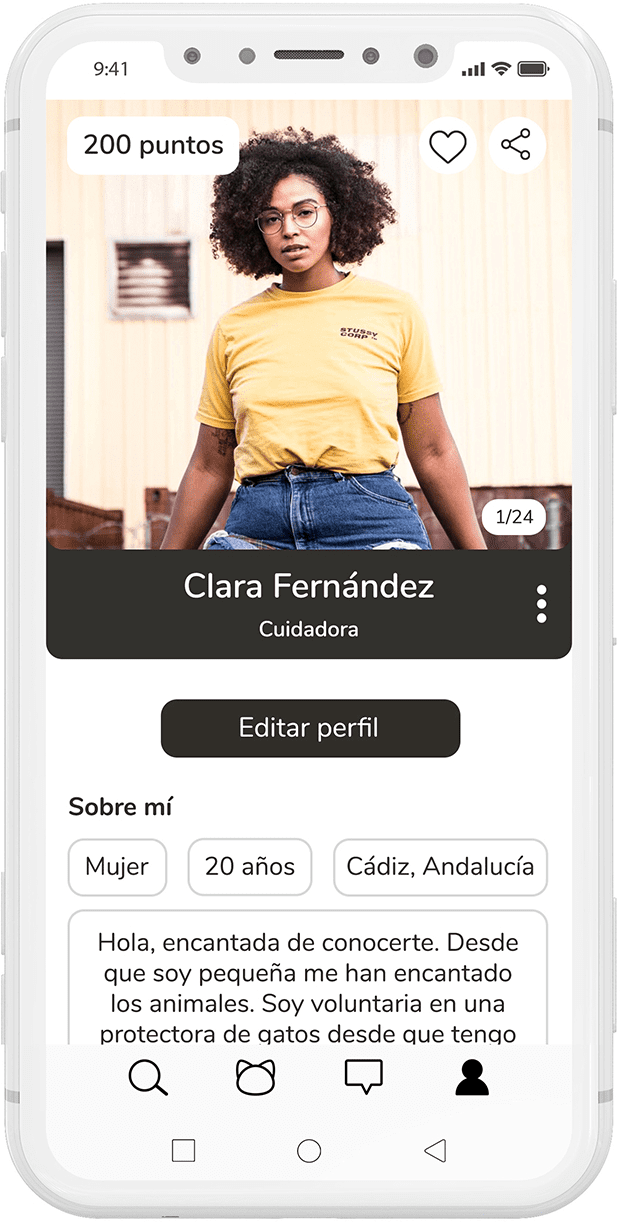 9:41
200 puntos
STUSSY
CORP
1/24
Clara Fernández
Cuidadora
Editar perfil
Sobre mí
Mujer
20 años
Cádiz, Andalucía
Hola, encantada de conocerte. Desde
que soy pequeña me han encantado
los animales. Soy voluntaria en una
protectora de gatos desde que tengo